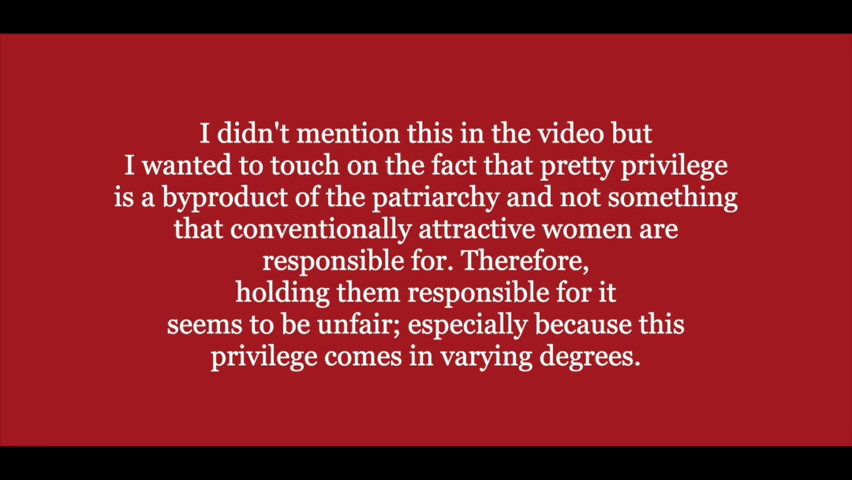 I didn't mention this in the video but
I wanted to touch on the fact that pretty privilege
is a byproduct of the patriarchy and not something
that conventionally attractive women are
responsible for. Therefore,
holding them responsible for it
seems to be unfair; especially because this
privilege comes in varying degrees.